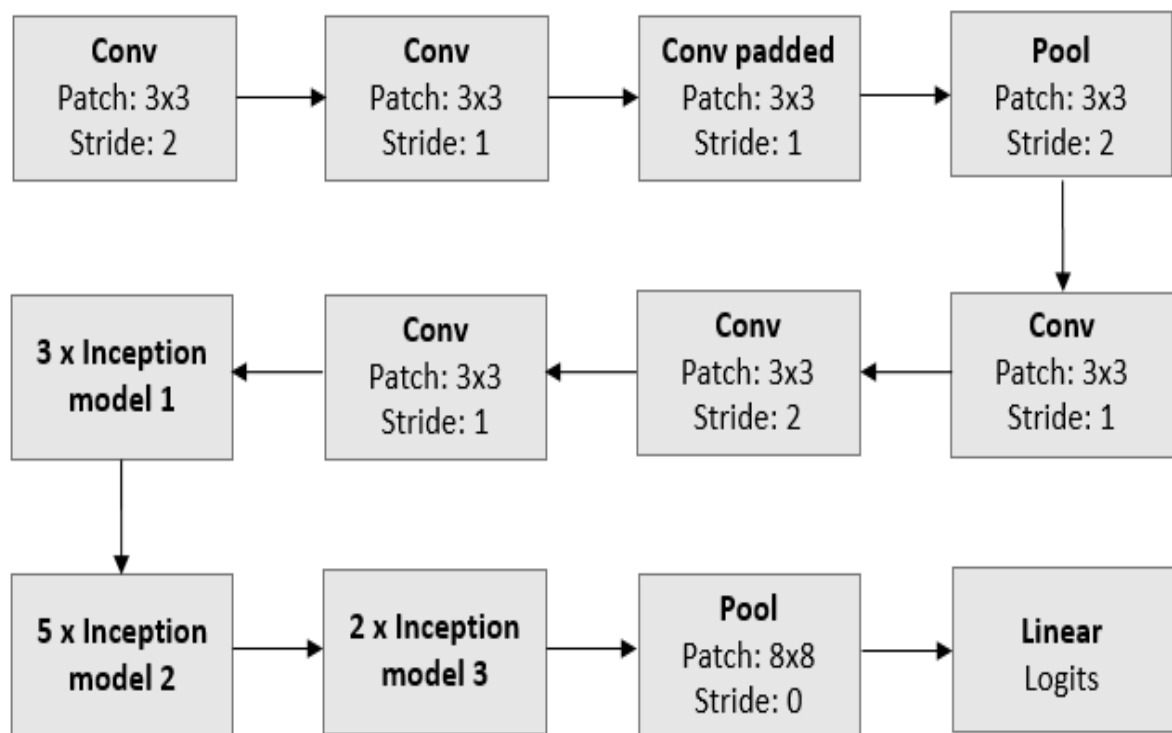 Conv
Patch: 3x3
Stride: 2
Conv
Patch: 3x3
Stride: 1
Conv padded
Patch: 3x3
Stride: 1
Pool
Patch: 3x3
Stride: 2
Conv
Patch: 3x3
Stride: 1
Conv
Patch: 3x3
Stride: 2
Conv
Patch: 3x3
Stride: 1
3 x Inception
model 1
5 x Inception
model 2
2 x Inception
model 3
Pool
Patch: 8x8
Stride: 0
Linear
Logits